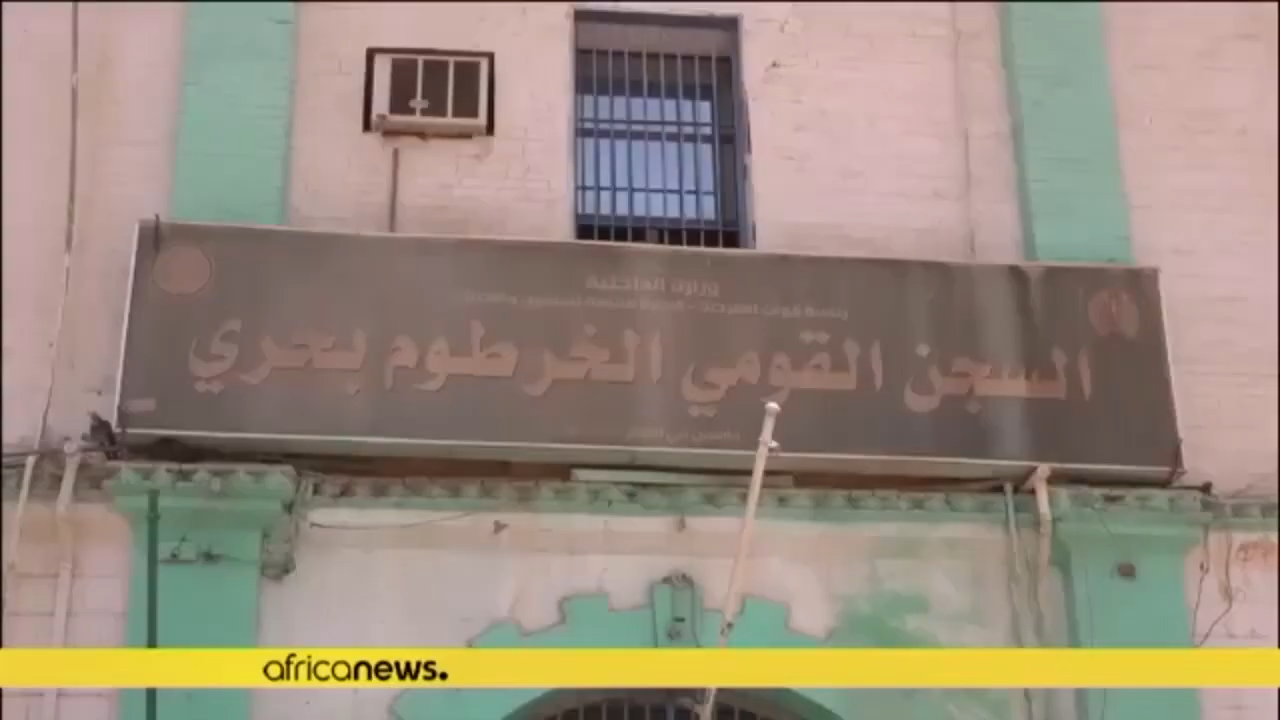 وزارة الداخلية
السجن القومي الخرطوم بحري
africanews.